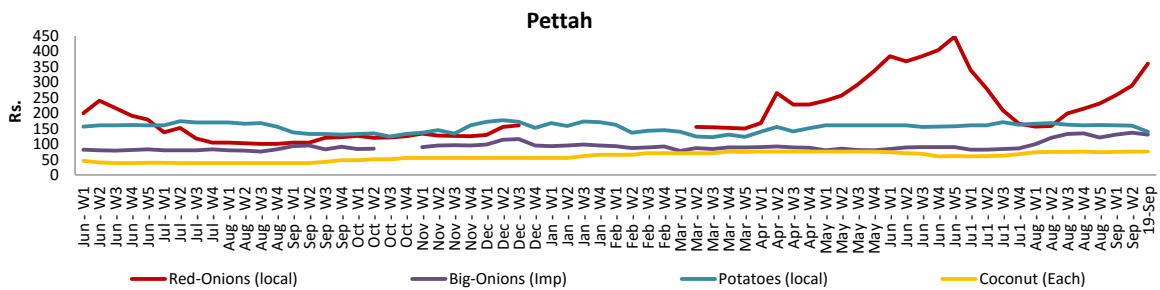 Pettah
Rs.
450
400
350
300
250
200
150
100
50
0
Jun - W1
Jun - W2
Jun - W3
Jun - W4
Jun - W5
Jul - W1
Jul - W2
Jul - W3
Jul - W4
Aug - W1
Aug - W2
Aug - W3
Aug - W4
Sep - W1
Sep - W2
Sep - W3
Sep - W4
Oct - W1
Oct - W2
Oct - W3
Oct - W4
Nov - W1
Nov - W2
Nov - W3
Nov - W4
Dec - W1
Dec - W2
Dec - W3
Dec - W4
Jan - W1
Jan - W2
Jan - W3
Jan - W4
Feb - W1
Feb - W2
Feb - W3
Feb - W4
Mar - W1
Mar - W2
Mar - W3
Mar - W4
Mar - W5
Apr - W1
Apr - W2
Apr - W3
Apr - W4
May - W1
May - W2
May - W3
May - W4
Jun - W1
Jun - W2
Jun - W3
Jun - W4
Jun - W5
Ju1 - W1
Ju1 - W2
Ju1 - W3
Ju1 - W4
Aug - W1
Aug - W2
Aug - W3
Aug - W4
Aug - W5
Sep - W1
Sep - W2
19-Sep
Red-Onions (local)
Big-Onions (Imp)
Potatoes (local)
Coconut (Each)